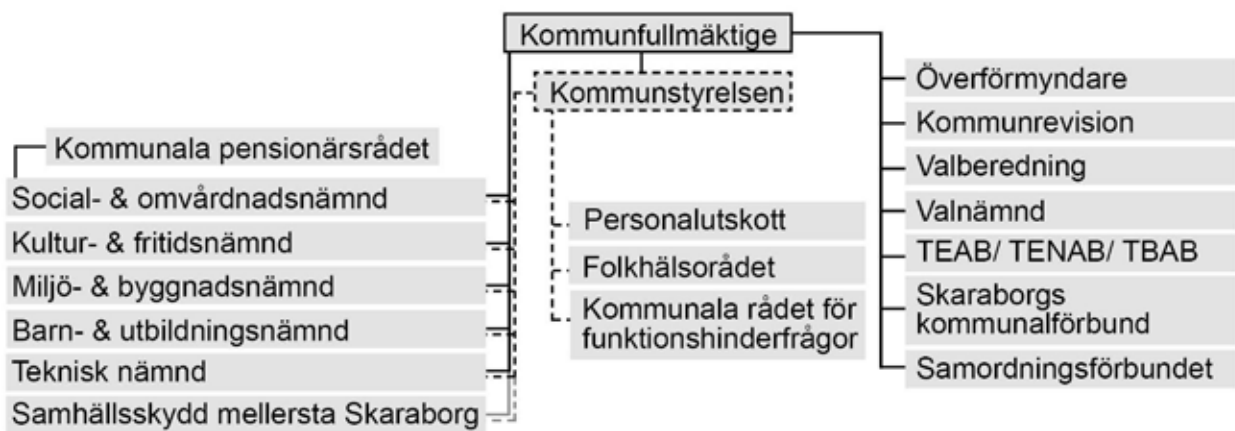 Kommunfullmäktige
Kommunstyrelsen
Kommunala pensionärsrådet
Social- & omvårdnadsnämnd
Kultur- & fritidsnämnd
Miljö- & byggnadsnämnd
Barn- & utbildningsnämnd
Teknisk nämnd
Samhällsskydd mellersta Skaraborg
Personalutskott
Folkhälsorådet
Kommunala rådet för
funktionshinderfrågor
Överförmyndare
Kommunrevision
Valberedning
Valnämnd
TEAB/ TENAB/ TBAB
Skaraborgs
kommunalförbund
Samordningsförbundet